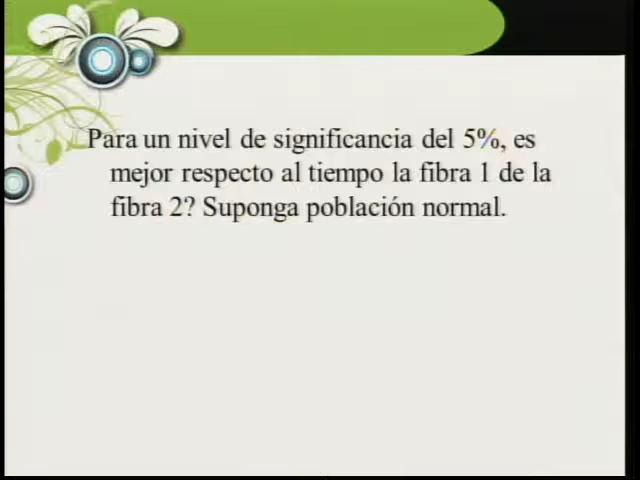 Para un nivel de significancia del 5%, es
mejor respecto al tiempo la fibra 1 de la
fibra 2? Suponga población normal.